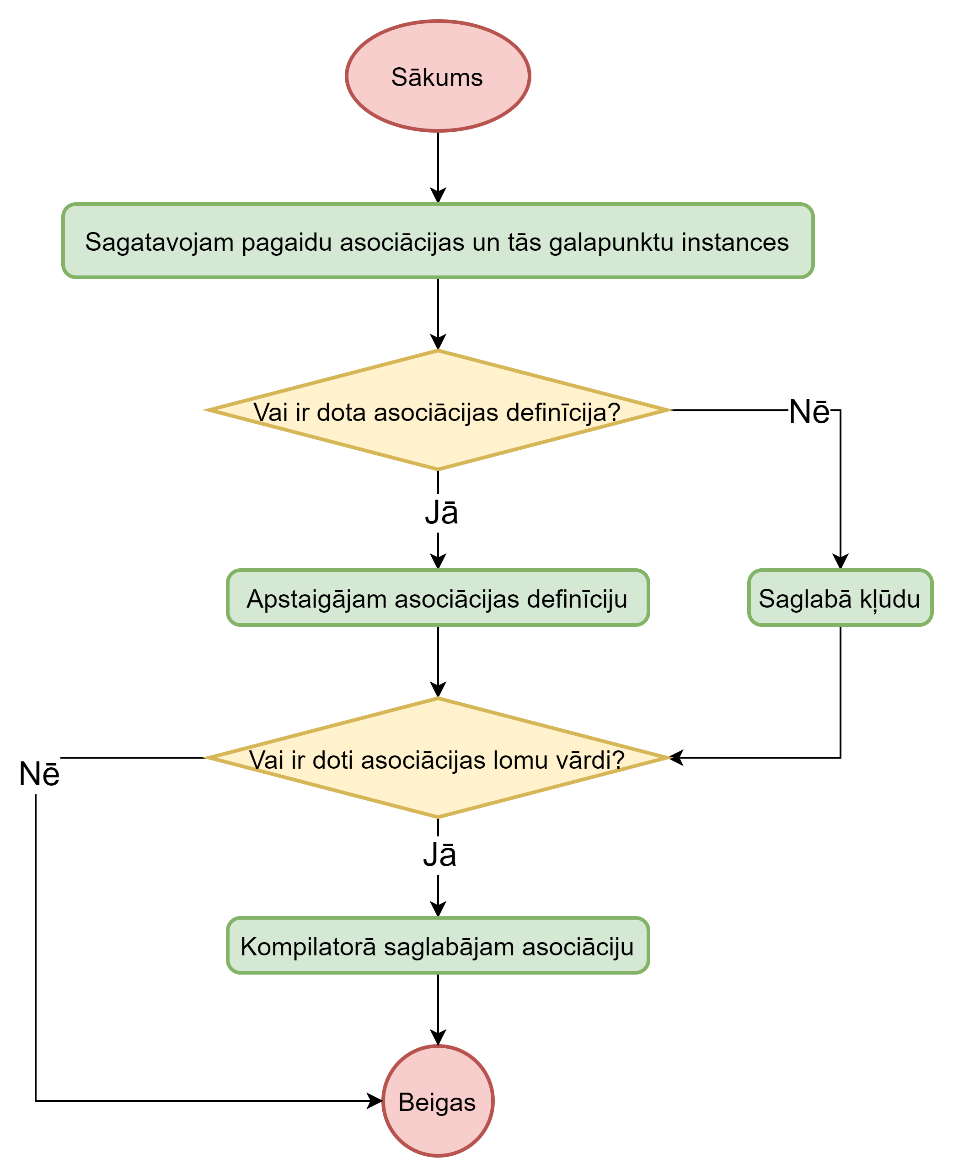 Sākums
Sagatavojam pagaidu asociācijas un tās galapunktu instances
Vai ir dota asociācijas definīcija?
Nē
Jā
Apstaigājam asociācijas definīciju
Saglabā kļūdu
Vai ir doti asociācijas lomu vārdi?
Nē
Jā
Kompilatorā saglabājam asociāciju
Beigas